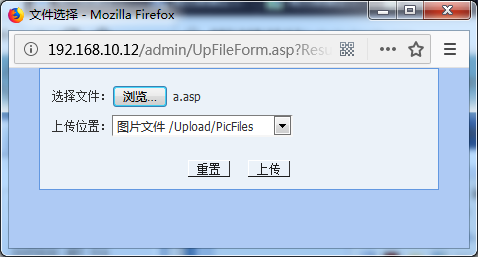 文件选择 - Mozilla Firefox
192.168.10.12/admin/UpFileForm.asp?Resu
选择文件： 浏览... a.asp
上传位置： 图片文件 /Upload/PicFiles
重置 上传